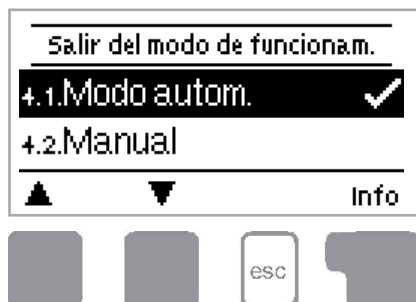 Salir del modo de funcionam.
4.1.Modo autom.
4.2.Manual
Info
esc